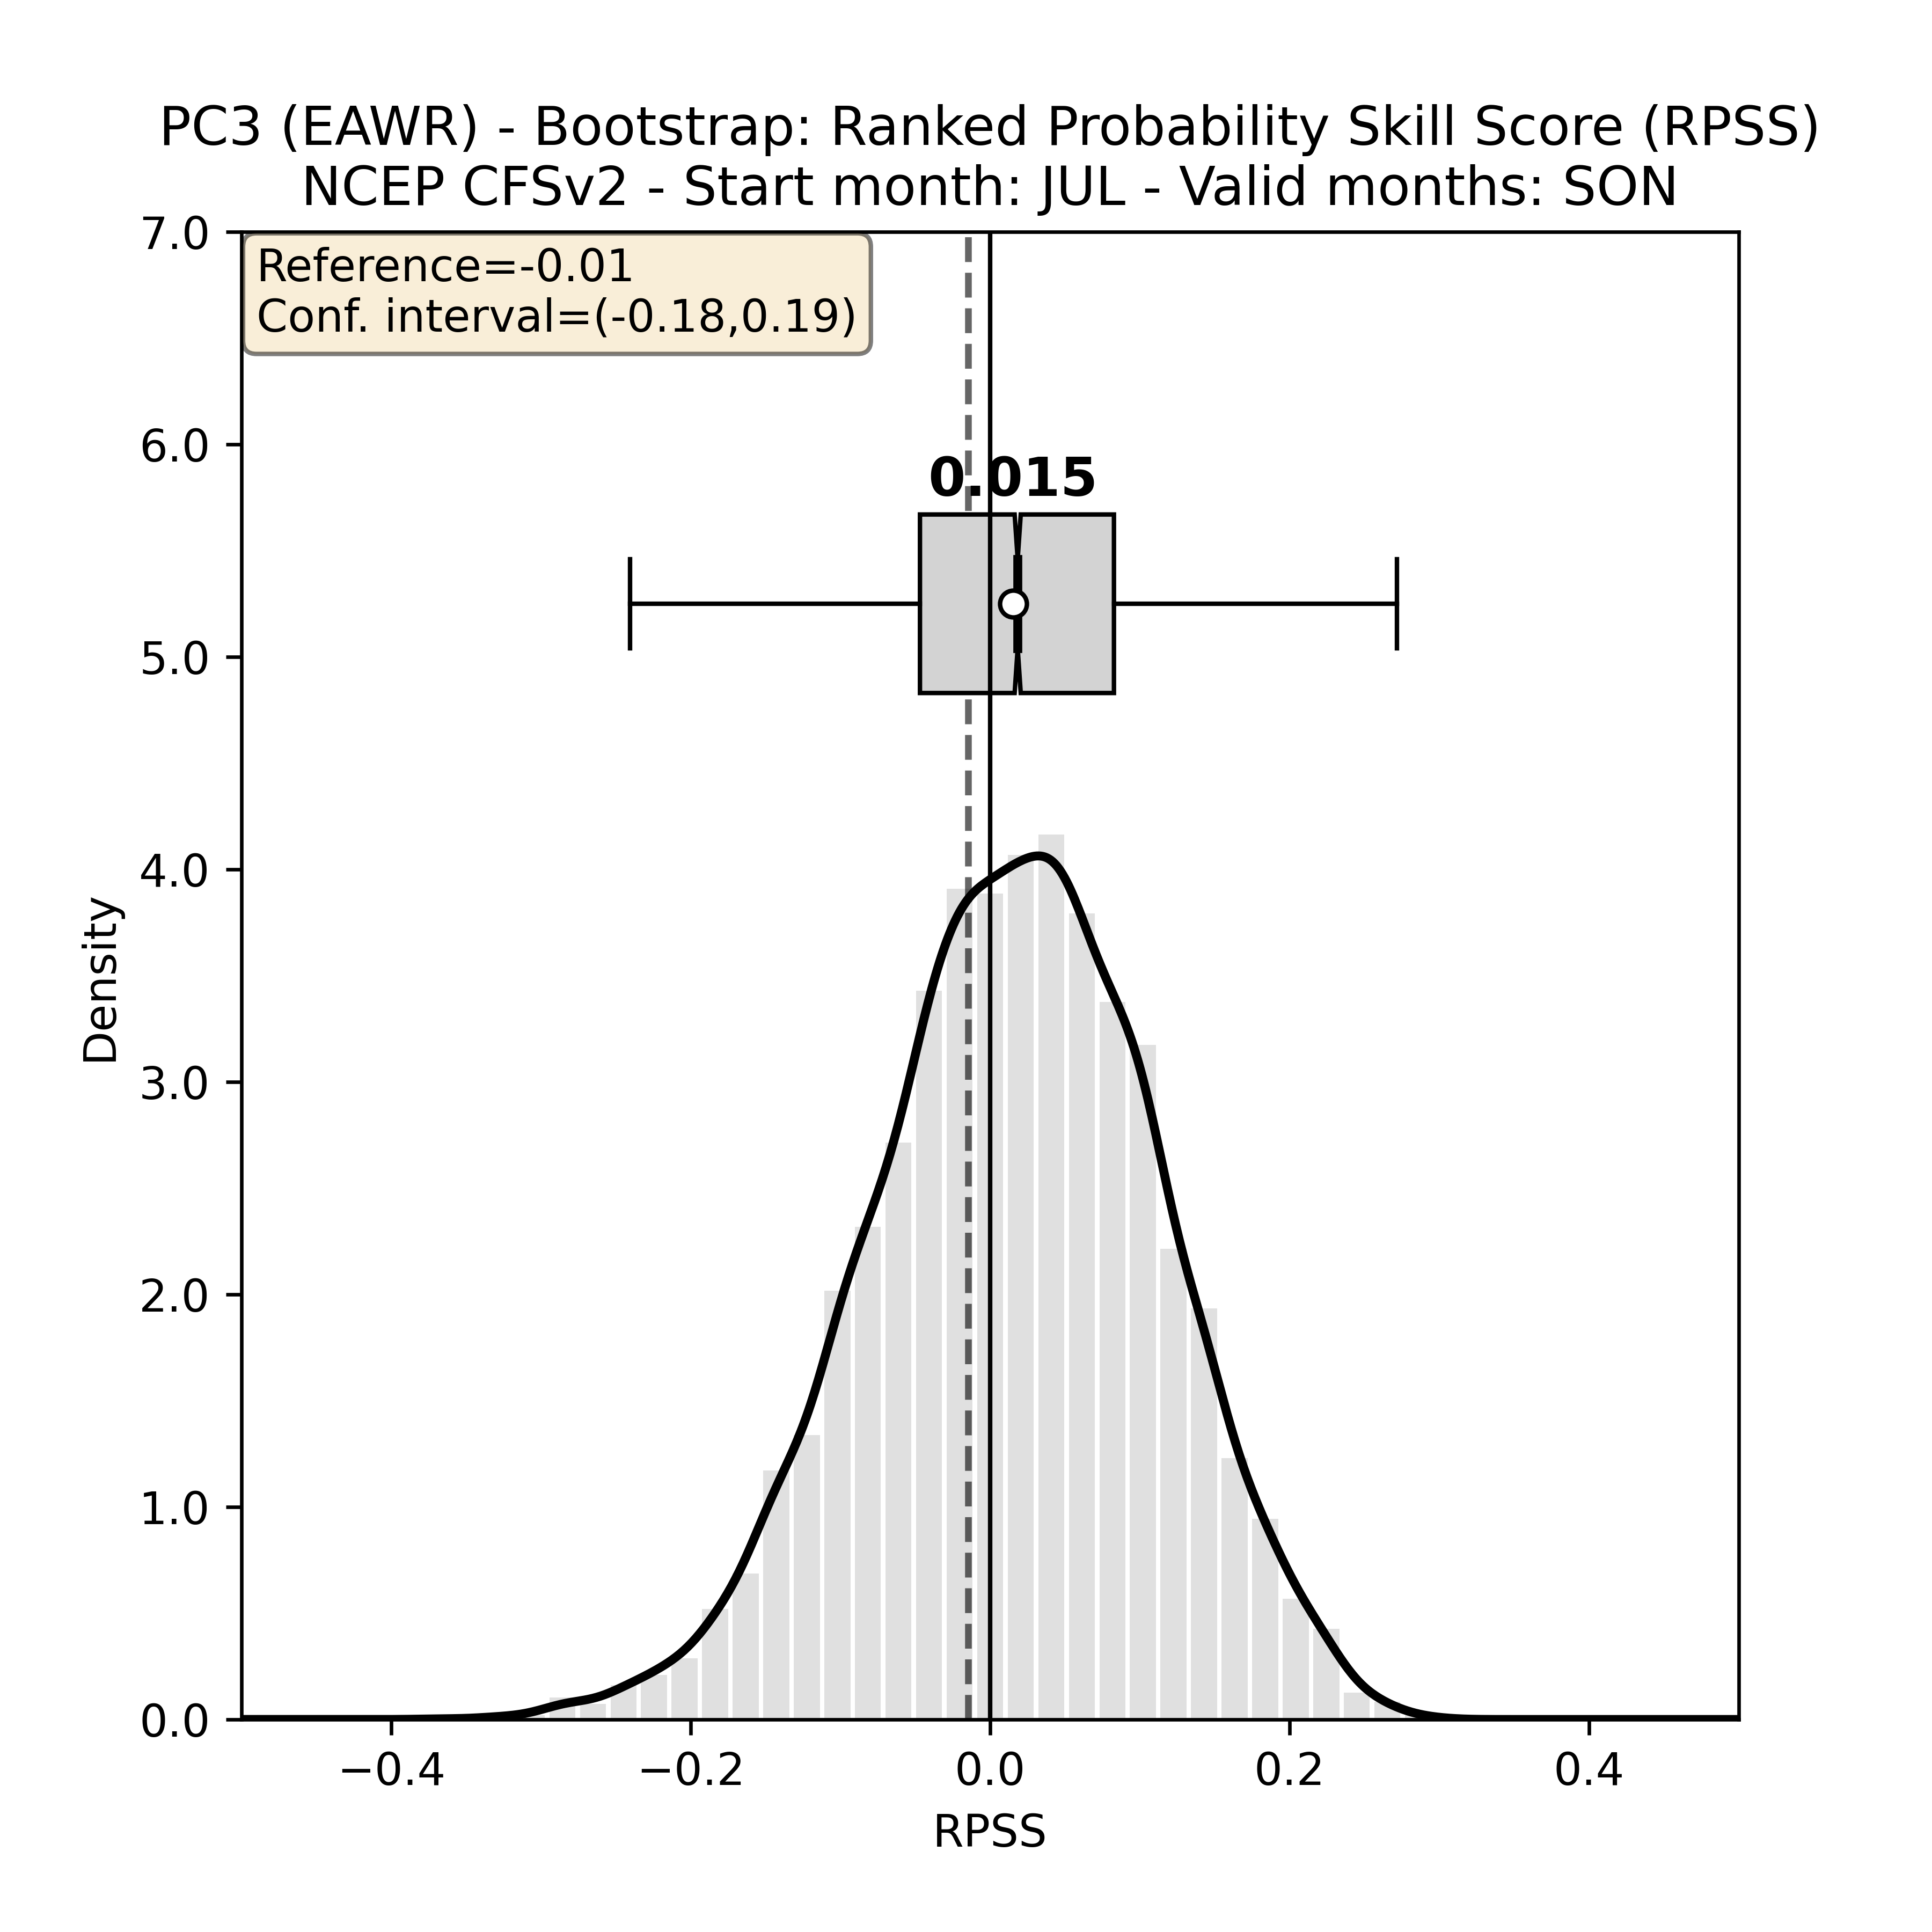 PC3 (EAWR) - Bootstrap: Ranked Probability Skill Score (RPSS)
NCEP CFSv2 - Start month: JUL - Valid months: SON
Reference=-0.01
Conf. interval=(-0.18,0.19)
7.0
6.0
5.0
4.0
3.0
2.0
1.0
0.0
Density
0.015
−0.4
−0.2
0.0
0.2
0.4
RPSS